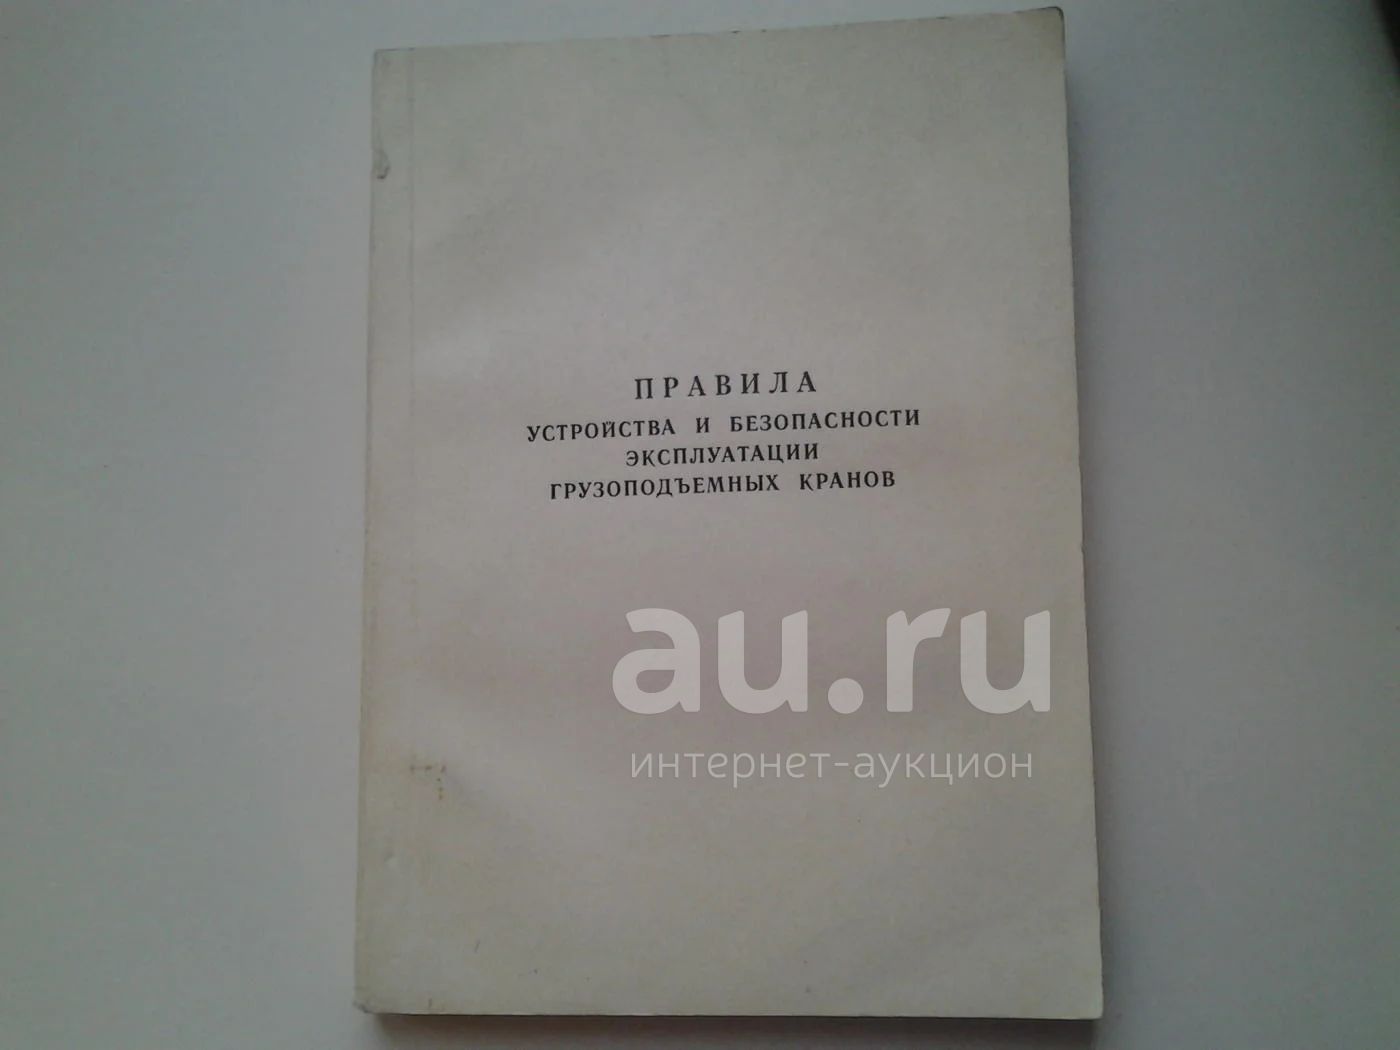 ПРАВИЛА
УСТРОЙСТВА И БЕЗОПАСНОСТИ
ЭКСПЛУАТАЦИИ
ГРУЗОПОДЪЕМНЫХ КРАНОВ
au.ru
интернет-аукцион